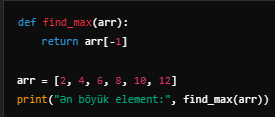 def find_max(arr):
    return arr[-1]

arr = [2, 4, 6, 8, 10, 12]
print("Ən böyük element:", find_max(arr))